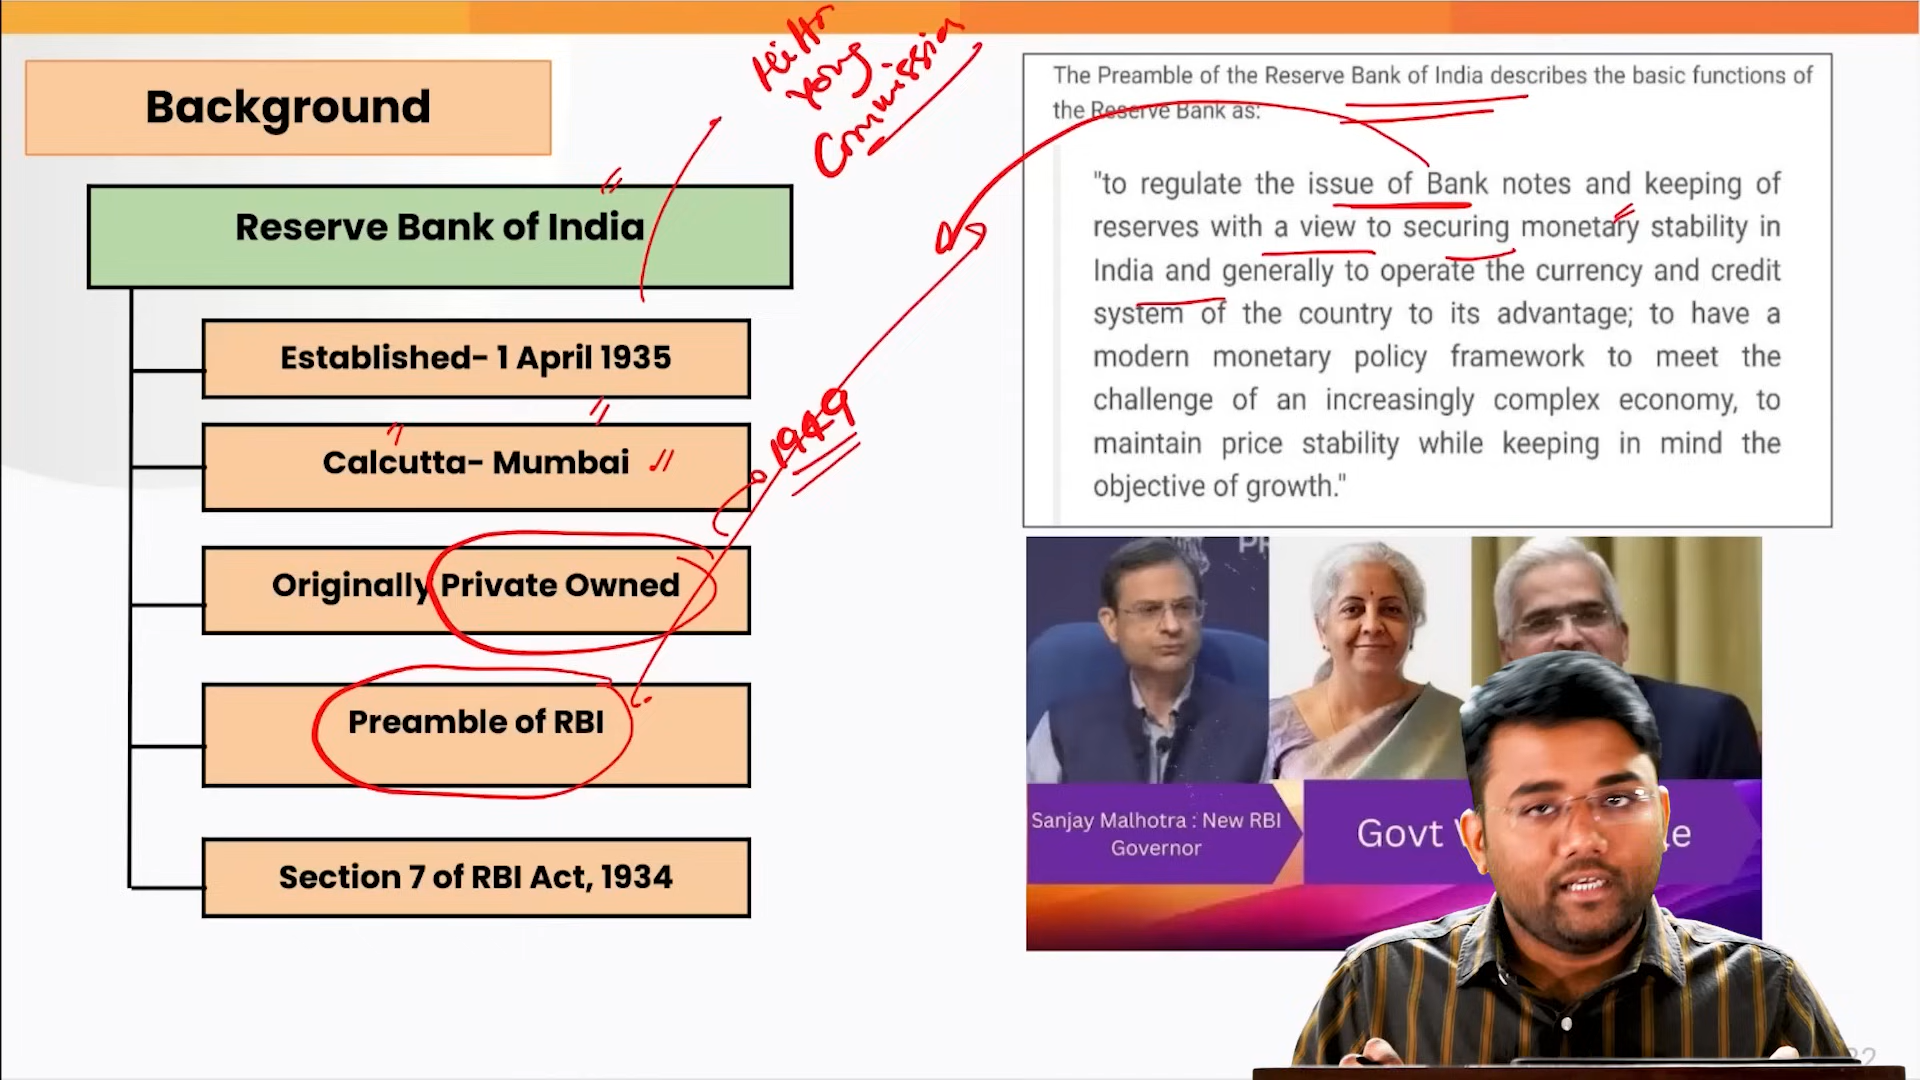 Background
Reserve Bank of India
Established- 1 April 1935
Calcutta- Mumbai
Originally Private Owned
Preamble of RBI
Section 7 of RBI Act, 1934
Commission
1949
The Preamble of the Reserve Bank of India describes the basic functions of
the Reserve Bank as:
"to regulate the issue of Bank notes and keeping of
reserves with a view to securing monetary stability in
India and generally to operate the currency and credit
system of the country to its advantage; to have a
modern monetary policy framework to meet the
challenge of an increasingly complex economy, to
maintain price stability while keeping in mind the
objective of growth."
Sanjay Malhotra : New RBI
Governor
Govt